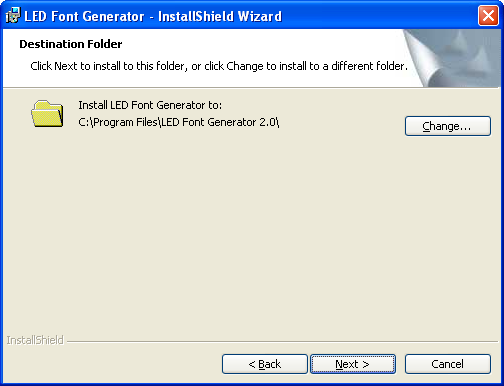 LED Font Generator - InstallShield Wizard
Destination Folder
Click Next to install to this folder, or click Change to install to a different folder.
Install LED Font Generator to:
C:\Program Files\LED Font Generator 2.0\
Change...
InstallShield
< Back
Next >
Cancel